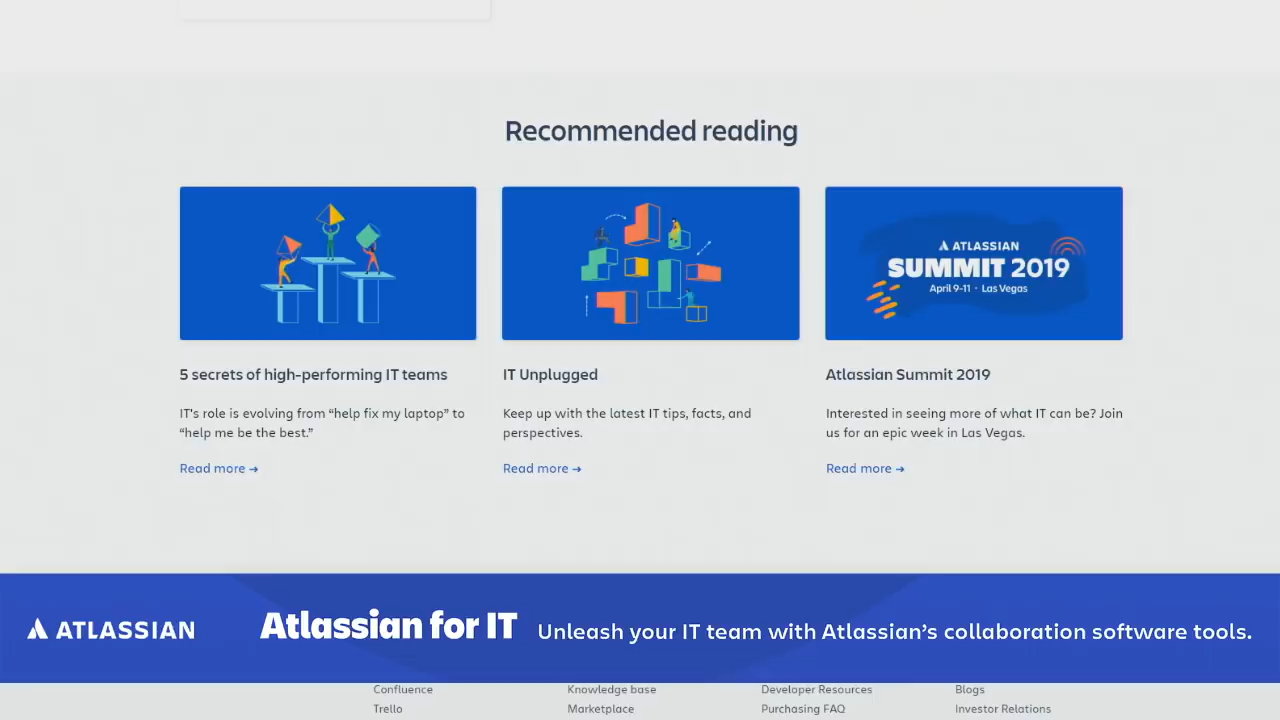 Recommended reading
ATLASSIAN
SUMMIT 2019
April 9-11 · Las Vegas
5 secrets of high-performing IT teams
IT's role is evolving from “help fix my laptop” to
“help me be the best.”
Read more →
IT Unplugged
Keep up with the latest IT tips, facts, and
perspectives.
Read more →
Atlassian Summit 2019
Interested in seeing more of what IT can be? Join
us for an epic week in Las Vegas.
Read more →
ATLASSIAN
Atlassian for IT
Unleash your IT team with Atlassian’s collaboration software tools.
Confluence
Trello
Knowledge base
Marketplace
Developer Resources
Purchasing FAQ
Blogs
Investor Relations